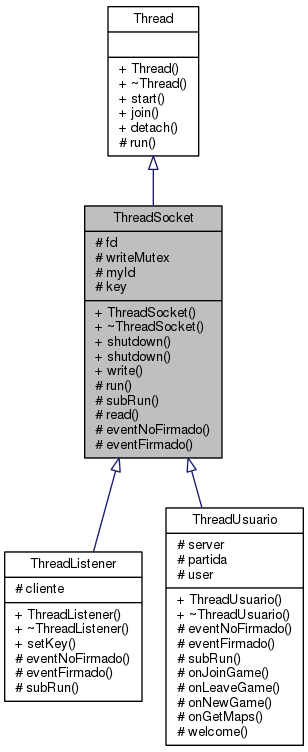 Thread
+ Thread()
+ ~Thread()
+ start()
+ join()
+ detach()
# run()
ThreadSocket
# fd
# writeMutex
# myId
# key
+ ThreadSocket()
+ ~ThreadSocket()
+ shutdown()
+ shutdown()
+ write()
# run()
# subRun()
# read()
# eventNoFirmado()
# eventFirmado()
ThreadListener
# cliente
+ ThreadListener()
+ ~ThreadListener()
+ setKey()
# eventNoFirmado()
# eventFirmado()
# subRun()
ThreadUsuario
# server
# partida
# user
+ ThreadUsuario()
+ ~ThreadUsuario()
# eventNoFirmado()
# eventFirmado()
# subRun()
# onJoinGame()
# onLeaveGame()
# onNewGame()
# onGetMaps()
# welcome()